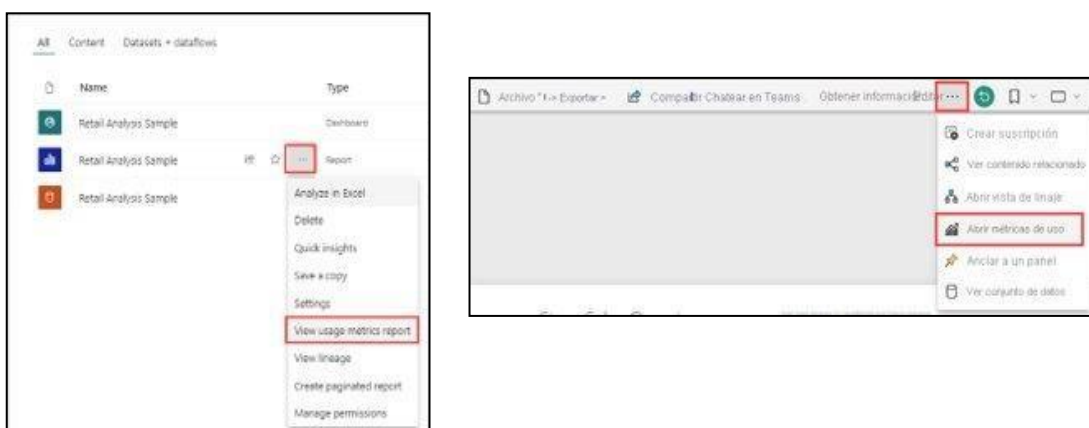 All Content Datasets + dataflows
Name Type
Retail Analysis Sample Dashboard
Retail Analysis Sample ... Report
Retail Analysis Sample
Analyze in Excel
Delete
Quick insights
Save a copy
Settings
View usage metrics report
View lineage
Create paginated report
Manage permissions
Archivo Exportar Compartir Chatear en Teams Obtener información Editar ...
Crear suscripción
Ver contenido relacionado
Abrir vista de linaje
Abrir métricas de uso
Anclar a un panel
Ver conjunto de datos